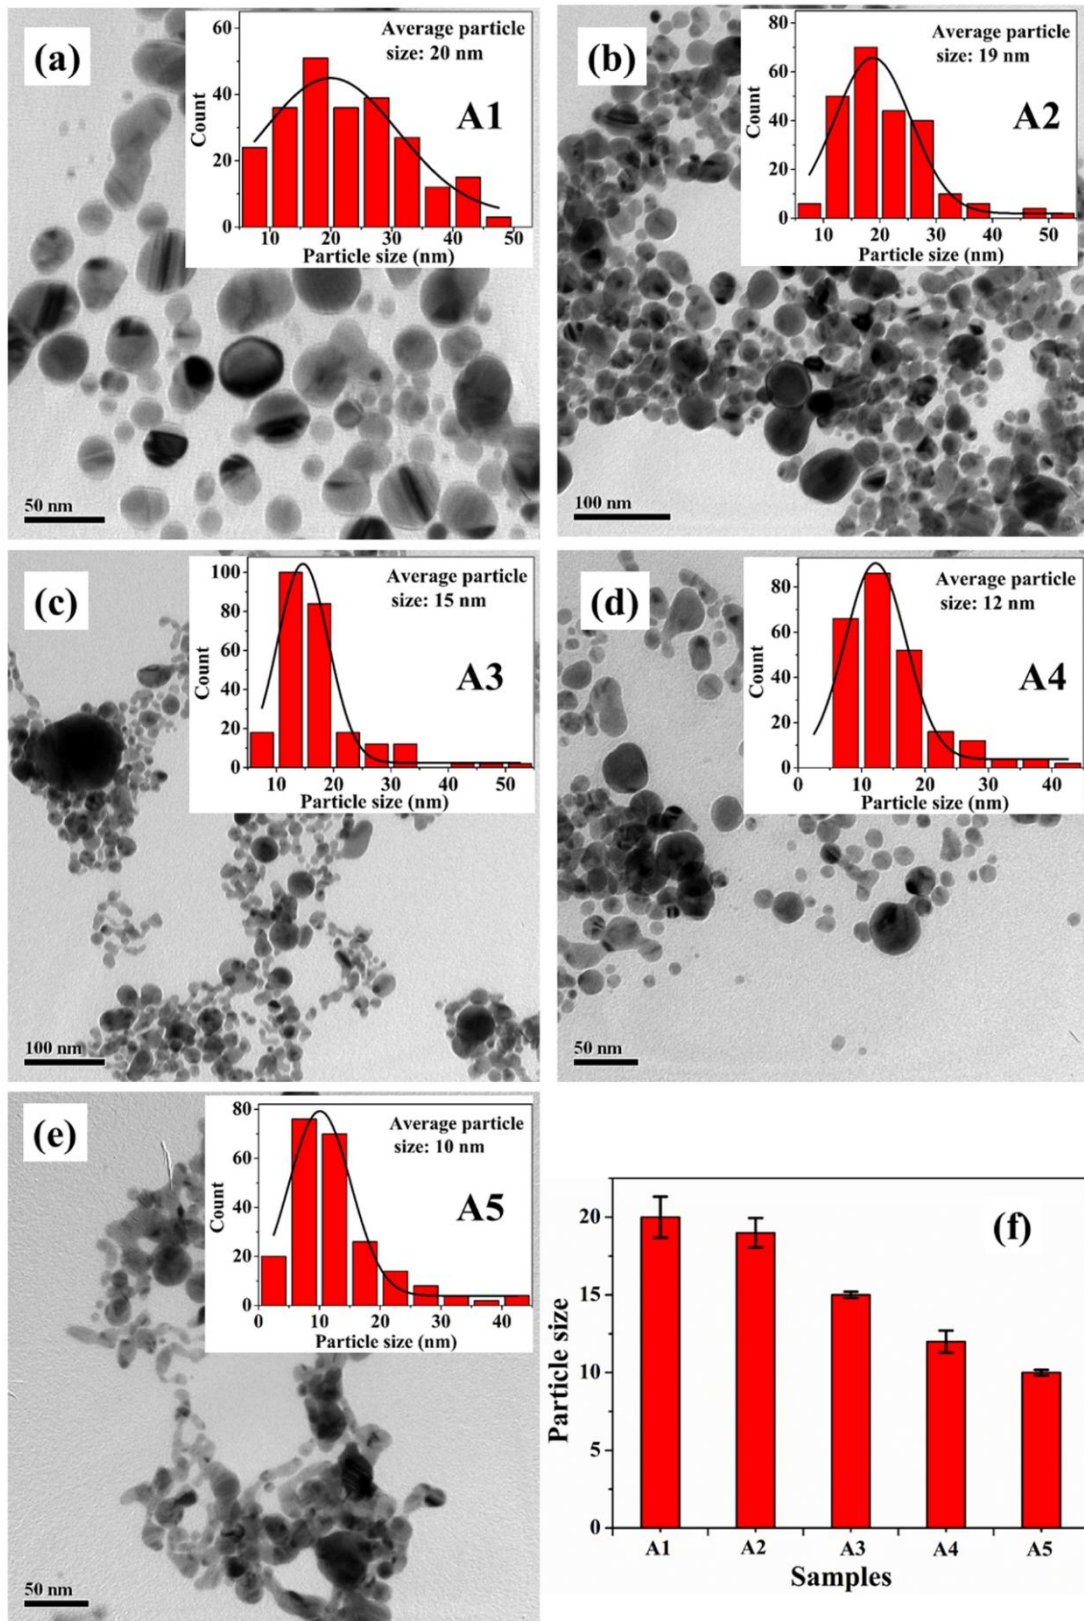 (a)
Average particle
size: 20 nm
A1
Count
60
40
20
0
10 20 30 40 50
Particle size (nm)
50 nm
(b)
Average particle
size: 19 nm
A2
Count
80
60
40
20
0
10 20 30 40 50
Particle size (nm)
100 nm
(c)
Average particle
size: 15 nm
A3
Count
100
80
60
40
20
0
10 20 30 40 50
Particle size (nm)
100 nm
(d)
Average particle
size: 12 nm
A4
Count
80
60
40
20
0
0 10 20 30 40
Particle size (nm)
50 nm
(e)
Average particle
size: 10 nm
A5
Count
80
60
40
20
0
0 10 20 30 40
Particle size (nm)
50 nm
(f)
Particle size
20
15
10
5
0
A1 A2 A3 A4 A5
Samples